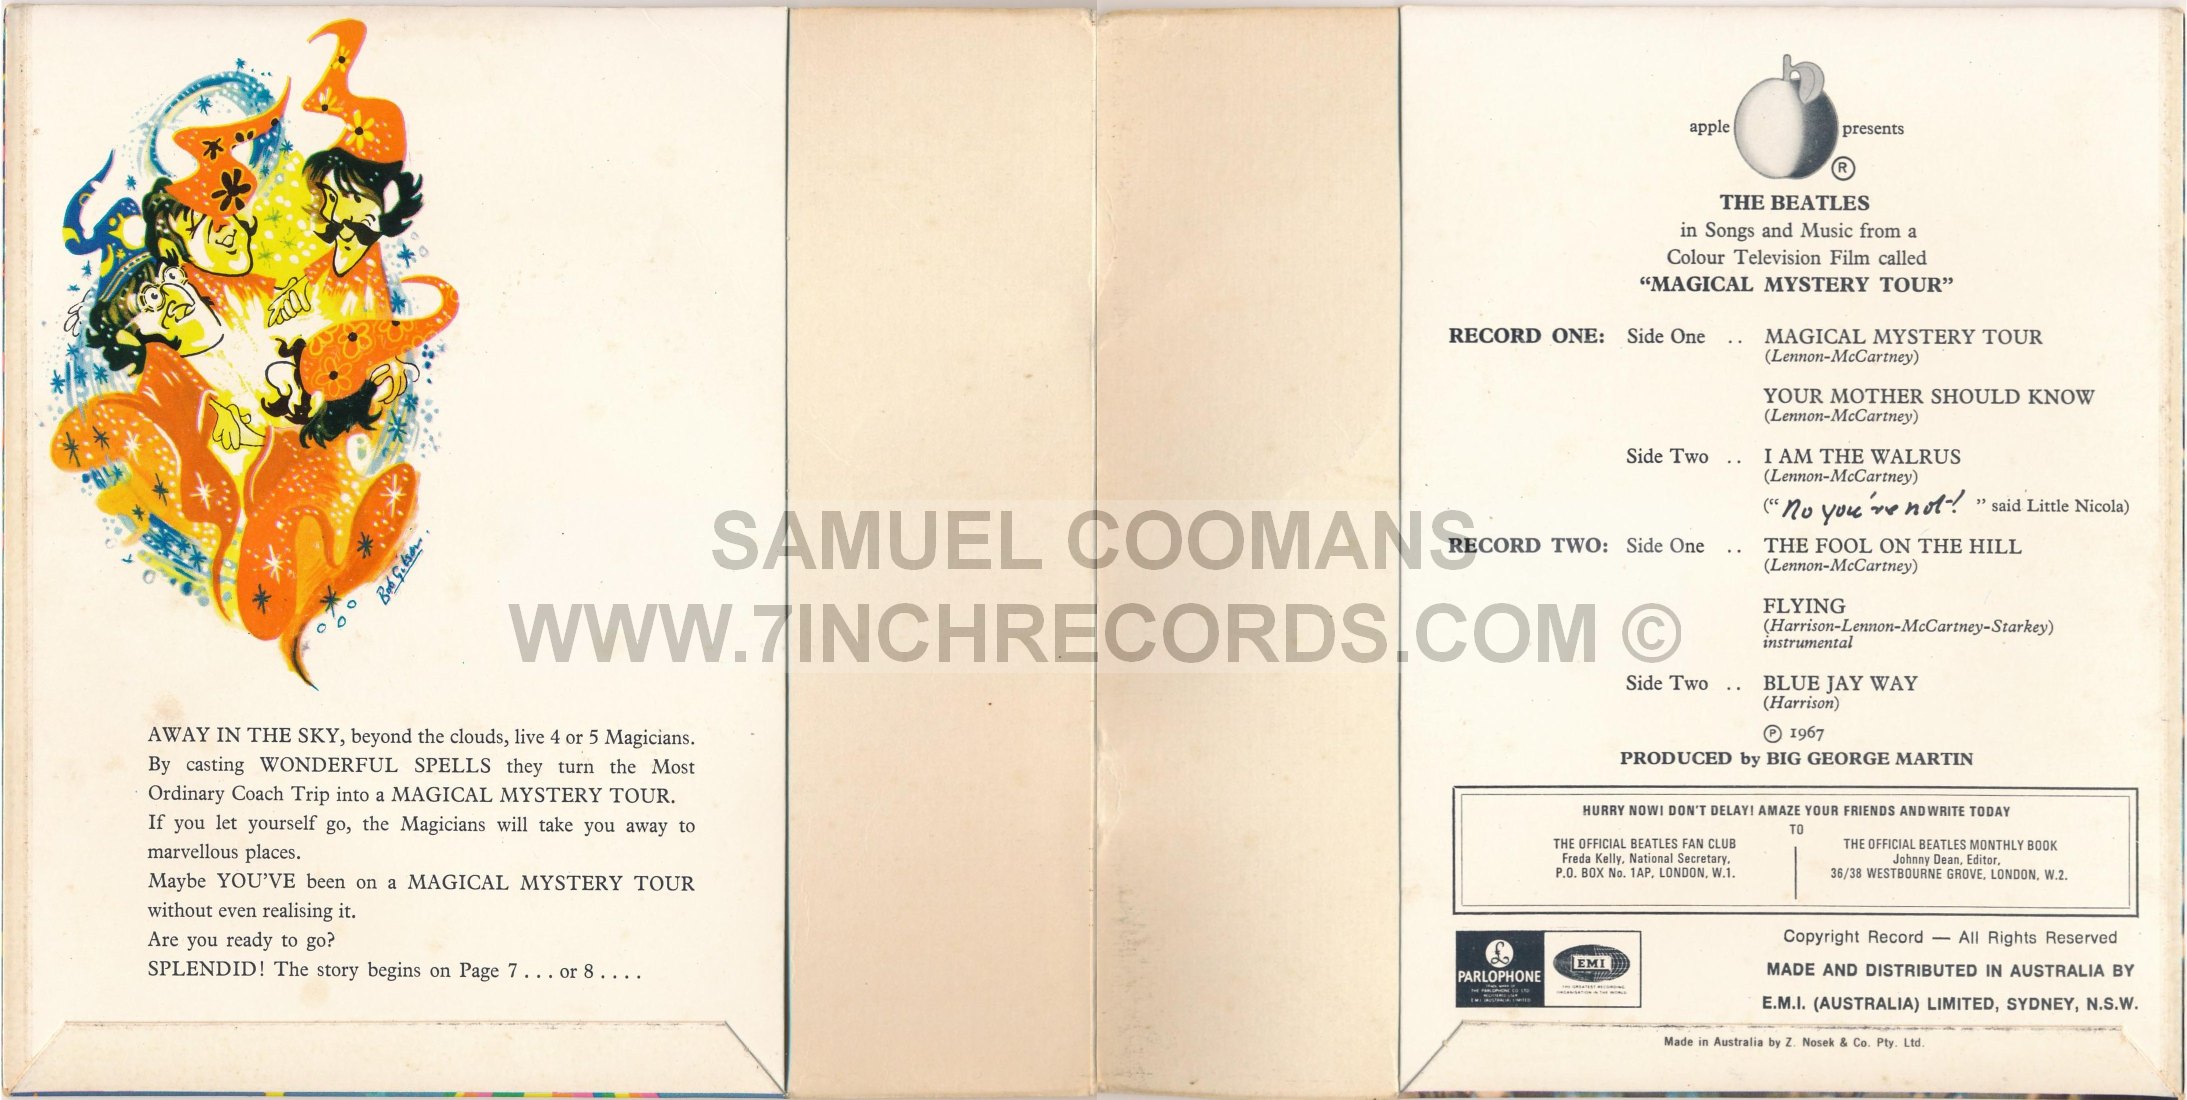 Bob Gibson.
AWAY IN THE SKY, beyond the clouds, live 4 or 5 Magicians.
By casting WONDERFUL SPELLS they turn the Most
Ordinary Coach Trip into a MAGICAL MYSTERY TOUR.
If you let yourself go, the Magicians will take you away to
marvellous places.
Maybe YOU'VE been on a MAGICAL MYSTERY TOUR
without even realising it.
Are you ready to go?
SPLENDID! The story begins on Page 7 . . . or 8 . . . .
apple presents
®
THE BEATLES
in Songs and Music from a
Colour Television Film called
“MAGICAL MYSTERY TOUR”
RECORD ONE: Side One .. MAGICAL MYSTERY TOUR
(Lennon-McCartney)
YOUR MOTHER SHOULD KNOW
(Lennon-McCartney)
Side Two .. I AM THE WALRUS
(Lennon-McCartney)
(“No you're not!” said Little Nicola)
RECORD TWO: Side One .. THE FOOL ON THE HILL
(Lennon-McCartney)
FLYING
(Harrison-Lennon-McCartney-Starkey)
instrumental
Side Two .. BLUE JAY WAY
(Harrison)
℗ 1967
PRODUCED by BIG GEORGE MARTIN
HURRY NOW! DON'T DELAY! AMAZE YOUR FRIENDS AND WRITE TODAY
TO
THE OFFICIAL BEATLES FAN CLUB
Freda Kelly, National Secretary,
P.O. BOX No. 1AP, LONDON, W.1.
THE OFFICIAL BEATLES MONTHLY BOOK
Johnny Dean, Editor,
36/38 WESTBOURNE GROVE, LONDON, W.2.
£
PARLOPHONE
EMI
THE GREATEST RECORDING
ORGANISATION IN THE WORLD
Copyright Record — All Rights Reserved
MADE AND DISTRIBUTED IN AUSTRALIA BY
E.M.I. (AUSTRALIA) LIMITED, SYDNEY, N.S.W.
Made in Australia by Z. Nosek & Co. Pty. Ltd.
SAMUEL COOMANS
WWW.7INCHRECORDS.COM ©